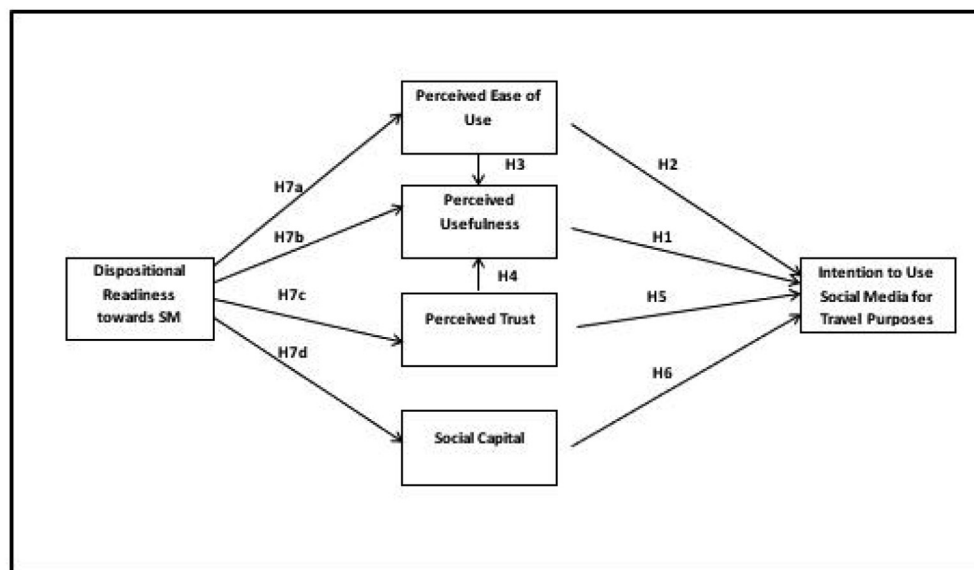 Perceived Ease of
Use
H3
H2
H7a
Perceived
Usefulness
H7b
H1
Dispositional
Readiness
towards SM
H4
Intention to Use
Social Media for
Travel Purposes
H7c
H5
Perceived Trust
H7d
H6
Social Capital